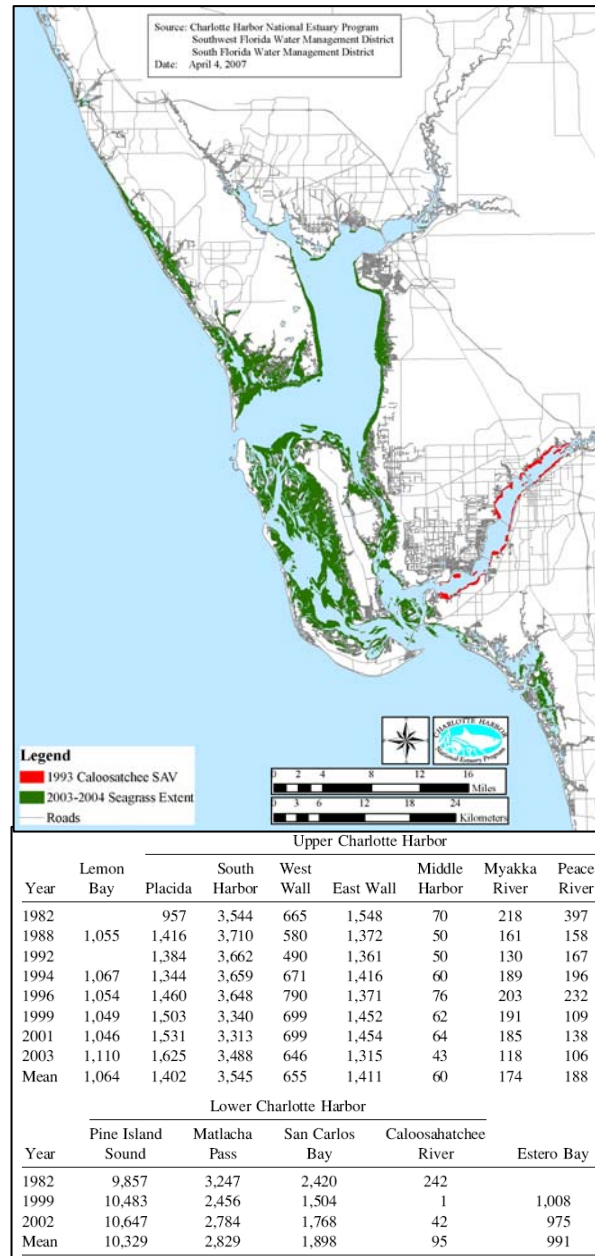 Source: Charlotte Harbor National Estuary Program
Southwest Florida Water Management District
South Florida Water Management District
Date: April 4, 2007
CHARLOTTE HARBOR
National Estuary Program
Legend
1993 Caloosatchee SAV
2003-2004 Seagrass Extent
Roads
0 2 4 8 12 16
Miles
0 3 6 12 18 24
Kilometers
Upper Charlotte Harbor
Year Lemon Bay Placida South Harbor West Wall East Wall Middle Harbor Myakka River Peace River
1982 957 3,544 665 1,548 70 218 397
1988 1,055 1,416 3,710 580 1,372 50 161 158
1992 1,384 3,662 490 1,361 50 130 167
1994 1,067 1,344 3,659 671 1,416 60 189 196
1996 1,054 1,460 3,648 790 1,371 76 203 232
1999 1,049 1,503 3,340 699 1,452 62 191 109
2001 1,046 1,531 3,313 699 1,454 64 185 138
2003 1,110 1,625 3,488 646 1,315 43 118 106
Mean 1,064 1,402 3,545 655 1,411 60 174 188
Lower Charlotte Harbor
Year Pine Island Sound Matlacha Pass San Carlos Bay Caloosahatchee River Estero Bay
1982 9,857 3,247 2,420 242
1999 10,483 2,456 1,504 1 1,008
2002 10,647 2,784 1,768 42 975
Mean 10,329 2,829 1,898 95 991